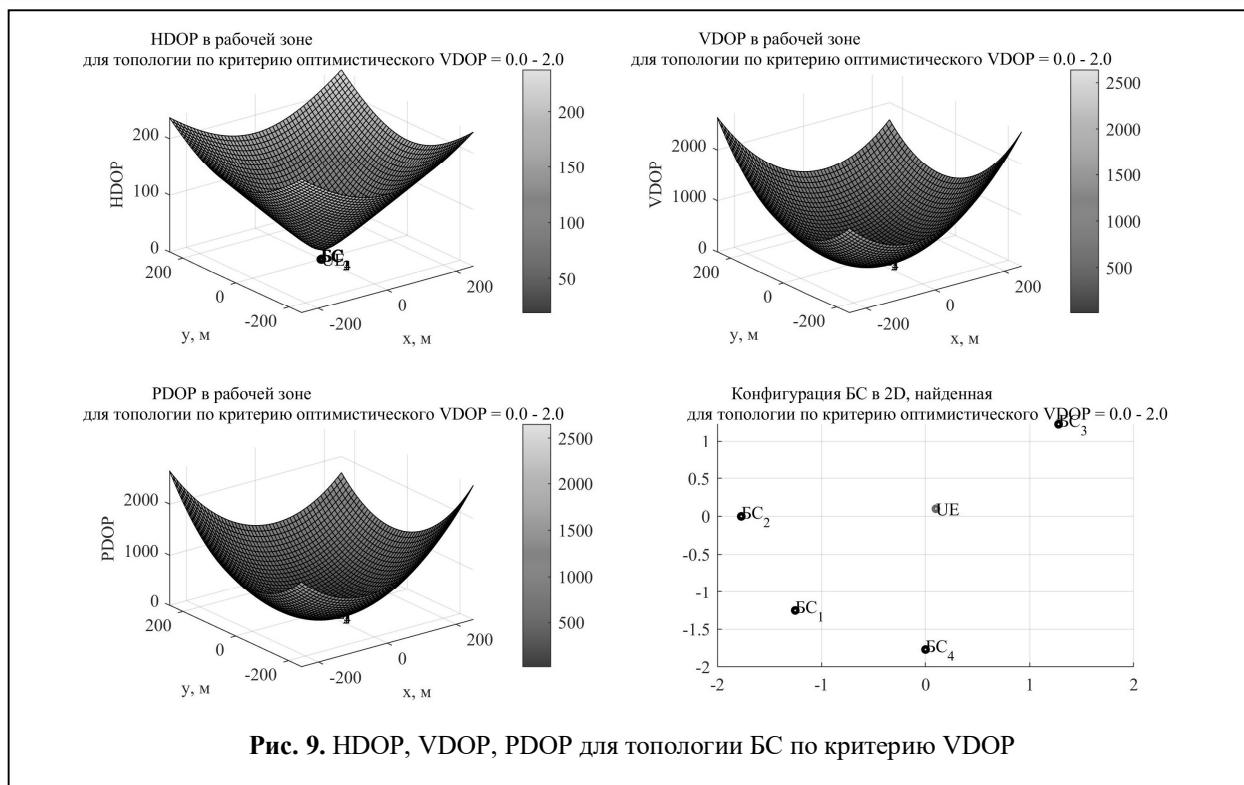 HDOP в рабочей зоне
для топологии по критерию оптимистического VDOP = 0.0 - 2.0
HDOP
200
100
0
200
0
-200
y, м
-200
0
200
x, м
БС
UE
200
150
100
50
VDOP в рабочей зоне
для топологии по критерию оптимистического VDOP = 0.0 - 2.0
VDOP
2000
1000
0
200
0
-200
y, м
-200
0
200
x, м
2500
2000
1500
1000
500
PDOP в рабочей зоне
для топологии по критерию оптимистического VDOP = 0.0 - 2.0
PDOP
2000
1000
0
200
0
-200
y, м
-200
0
200
x, м
2500
2000
1500
1000
500
Конфигурация БС в 2D, найденная
для топологии по критерию оптимистического VDOP = 0.0 - 2.0
1
0.5
0
-0.5
-1
-1.5
-2
-2
-1
0
1
2
БС3
БС2
UE
БС1
БС4
Рис. 9. HDOP, VDOP, PDOP для топологии БС по критерию VDOP